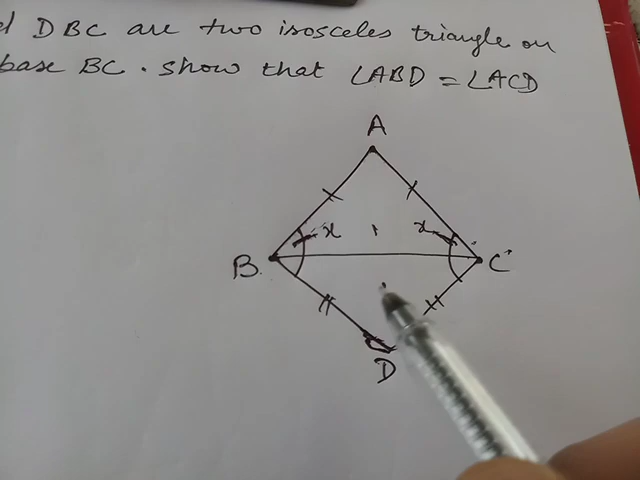 DBC are two isosceles triangle on
base BC. show that ∠ABD = ∠ACD
A
x
x
B
C
D